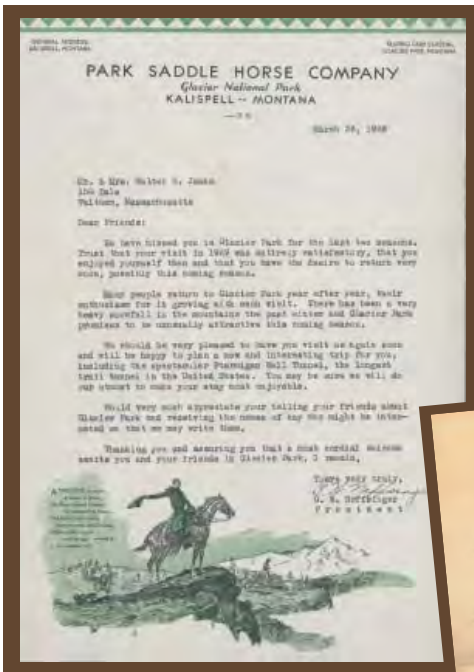 PARK SADDLE HORSE COMPANY
Glacier National Park
KALISPELL -- MONTANA
March
Mr. & Mrs. Walter
Waltham, Massachusetts
Dear Friends:
We have missed you in Glacier Park for the last two seasons.
Trust that your visit in was entirely satisfactory, that you
enjoyed yourself then and that you have the desire to return very
soon, possibly this coming season.
Many people return to Glacier Park year after year, their
enthusiasm for it growing with each visit. There has been a very
heavy snowfall in the mountains the past winter and Glacier Park
promises to be unusually attractive this coming season.
We should be very pleased to have you visit us again soon
and will be happy to plan a new and interesting trip for you,
including the spectacular Ptarmigan Wall Tunnel, the longest
trail tunnel in the United States. You may be sure we will do
our utmost to make your stay most enjoyable.
Would very much appreciate your telling your friends about
Glacier Park and receiving the names of any who might be inter-
ested so that we may write them.
Thanking you and assuring you that a most cordial welcome
awaits you and your friends in Glacier Park, I remain,
Yours very truly,
President